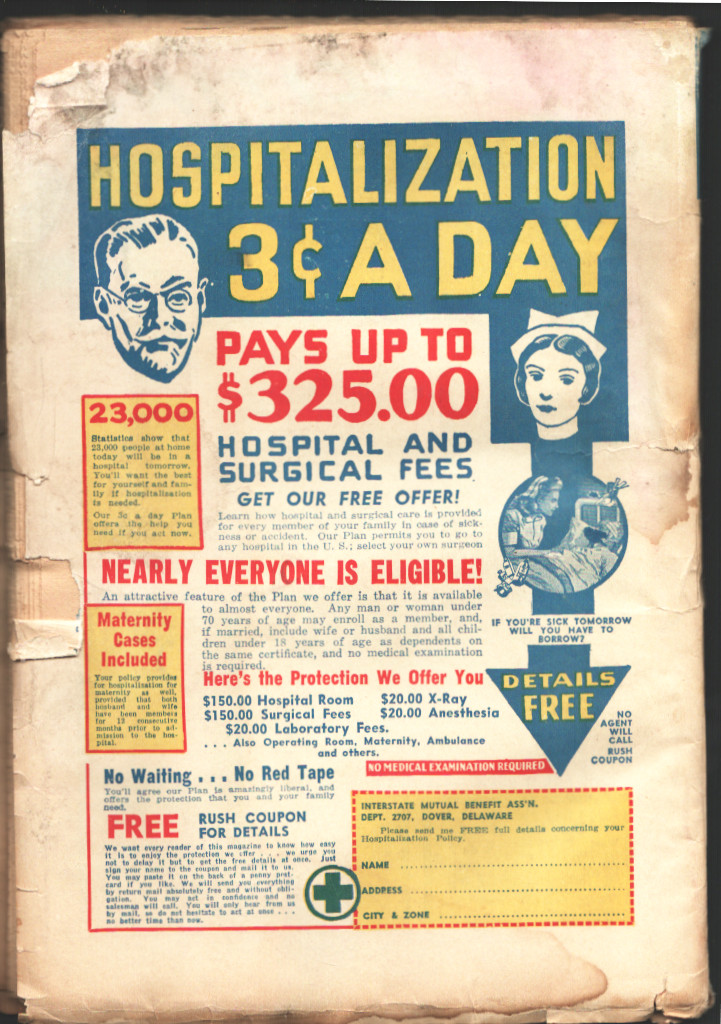 HOSPITALIZATION
3¢ A DAY
PAYS UP TO
$325.00
HOSPITAL AND
SURGICAL FEES
GET OUR FREE OFFER!
Learn how hospital and surgical care is provided
for every member of your family in case of sick-
ness or accident. Our Plan permits you to go to
any hospital in the U. S.; select your own surgeon
23,000
Statistics show that
23,000 people at home
today will be in a
hospital tomorrow.
You'll want the best
for yourself and fam-
ily if hospitalization
is needed.
Our 3c a day Plan
offers the help you
need if you act now.
NEARLY EVERYONE IS ELIGIBLE!
An attractive feature of the Plan we offer is that it is available
to almost everyone. Any man or woman under
70 years of age may enroll as a member, and,
if married, include wife or husband and all chil-
dren under 18 years of age as dependents on
the same certificate, and no medical examination
is required.
Maternity
Cases
Included
Your policy provides
for hospitalization for
maternity as well,
provided that both
husband and wife
have been members
for 12 consecutive
months prior to ad-
mission to the hos-
pital.
Here's the Protection We Offer You
$150.00 Hospital Room $20.00 X-Ray
$150.00 Surgical Fees $20.00 Anesthesia
$20.00 Laboratory Fees.
. . . Also Operating Room, Maternity, Ambulance
and others.
IF YOU'RE SICK TOMORROW
WILL YOU HAVE TO
BORROW?
DETAILS
FREE
NO
AGENT
WILL
CALL
RUSH
COUPON
NO MEDICAL EXAMINATION REQUIRED
No Waiting . . . No Red Tape
You'll agree our Plan is amazingly liberal, and
offers the protection that you and your family
need.
FREE RUSH COUPON
FOR DETAILS
We want every reader of this magazine to know how easy
it is to enjoy the protection we offer . . . we urge you
not to delay it but to get the free details at once. Just
sign your name to the coupon and mail it to us.
You may paste it on the back of a penny post-
card if you like. We will send you everything
by return mail absolutely free and without obli-
gation. You may act in confidence and no
salesman will call. You will only hear from us
by mail, so do not hesitate to act at once . . .
no better time than now.
INTERSTATE MUTUAL BENEFIT ASS'N.
DEPT. 2707, DOVER, DELAWARE
Please send me FREE full details concerning your
Hospitalization Policy.
NAME
ADDRESS
CITY & ZONE